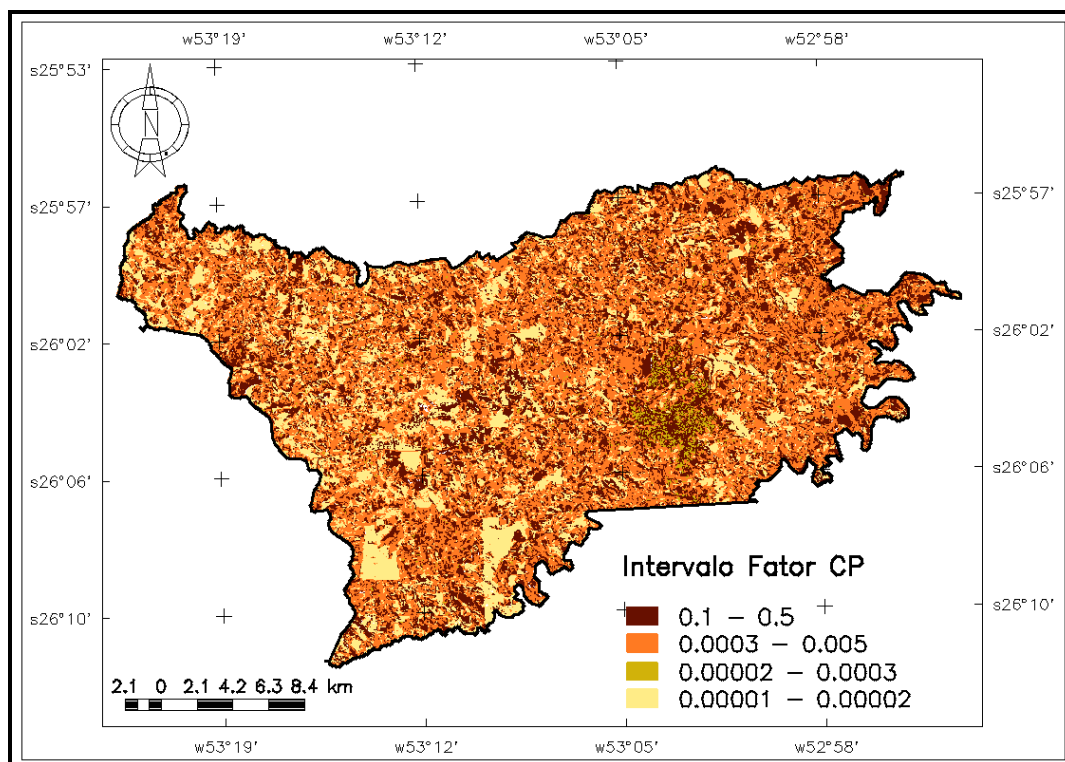 w53°19' w53°12' w53°05' w52°58'
s25°53'
N
s25°57' s25°57'
s26°02' s26°02'
s26°06' s26°06'
Intervalo Fator CP
s26°10' s26°10'
0.1 – 0.5
0.0003 – 0.005
0.00002 – 0.0003
0.00001 – 0.00002
2.1 0 2.1 4.2 6.3 8.4 km
w53°19' w53°12' w53°05' w52°58'